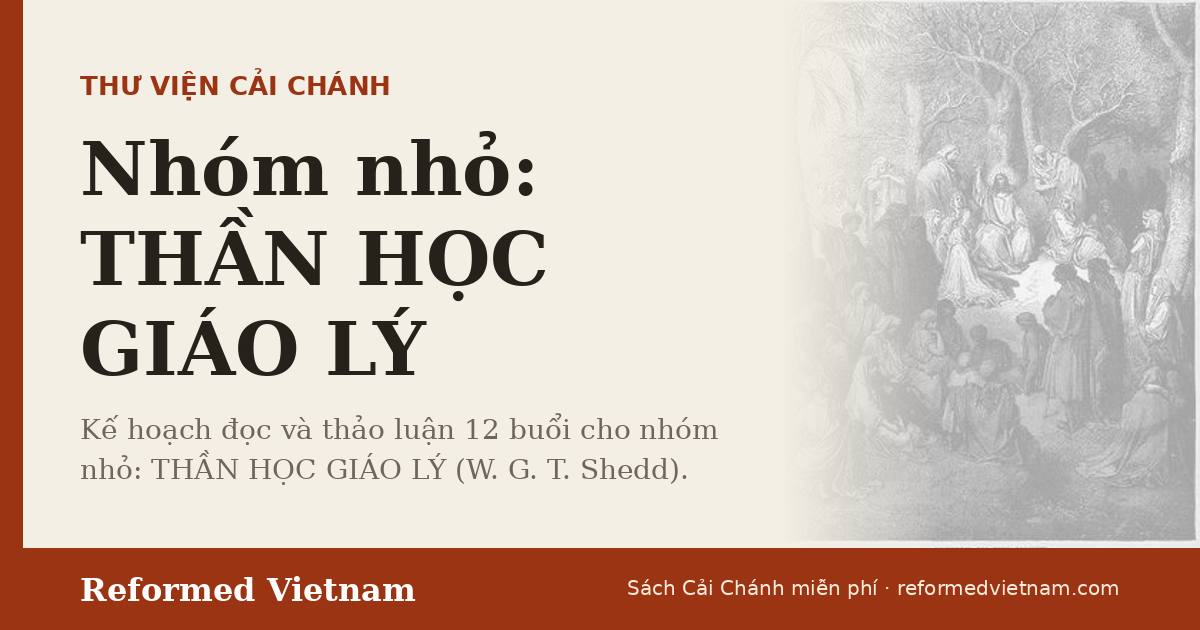 THƯ VIỆN CẢI CHÁNH
Nhóm nhỏ:
THẦN HỌC
GIÁO LÝ
Kế hoạch đọc và thảo luận 12 buổi cho nhóm
nhỏ: THẦN HỌC GIÁO LÝ (W. G. T. Shedd).
Reformed Vietnam
Sách Cải Chánh miễn phí · reformedvietnam.com